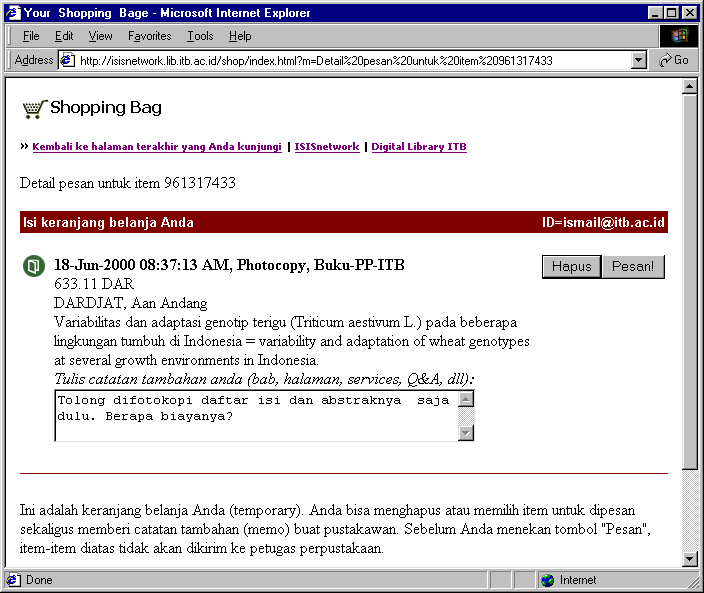 Your Shopping Bage - Microsoft Internet Explorer
File Edit View Favorites Tools Help
Address http://isisnetwork.lib.itb.ac.id/shop/index.html?m=Detail%20pesan%20untuk%20item%20961317433 Go
Shopping Bag
» Kembali ke halaman terakhir yang Anda kunjungi | ISISnetwork | Digital Library ITB
Detail pesan untuk item 961317433
Isi keranjang belanja Anda ID=ismail@itb.ac.id
18-Jun-2000 08:37:13 AM, Photocopy, Buku-PP-ITB Hapus Pesan!
633.11 DAR
DARDJAT, Aan Andang
Variabilitas dan adaptasi genotip terigu (Triticum aestivum L.) pada beberapa
lingkungan tumbuh di Indonesia = variability and adaptation of wheat genotypes
at several growth environments in Indonesia.
Tulis catatan tambahan anda (bab, halaman, services, Q&A, dll):
Tolong difotokopi daftar isi dan abstraknya saja
dulu. Berapa biayanya?
Ini adalah keranjang belanja Anda (temporary). Anda bisa menghapus atau memilih item untuk dipesan
sekaligus memberi catatan tambahan (memo) buat pustakawan. Sebelum Anda menekan tombol "Pesan",
item-item diatas tidak akan dikirim ke petugas perpustakaan.
Done Internet